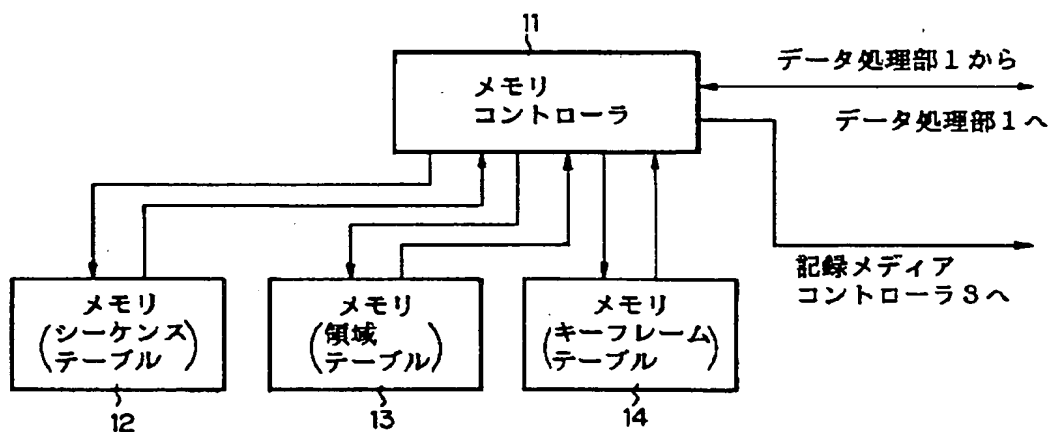 11
メモリ
コントローラ
データ処理部1から
データ処理部1へ
記録メディア
コントローラ3へ
メモリ
(シーケンス
テーブル)
12
メモリ
(領域
テーブル)
13
メモリ
(キーフレーム
テーブル)
14